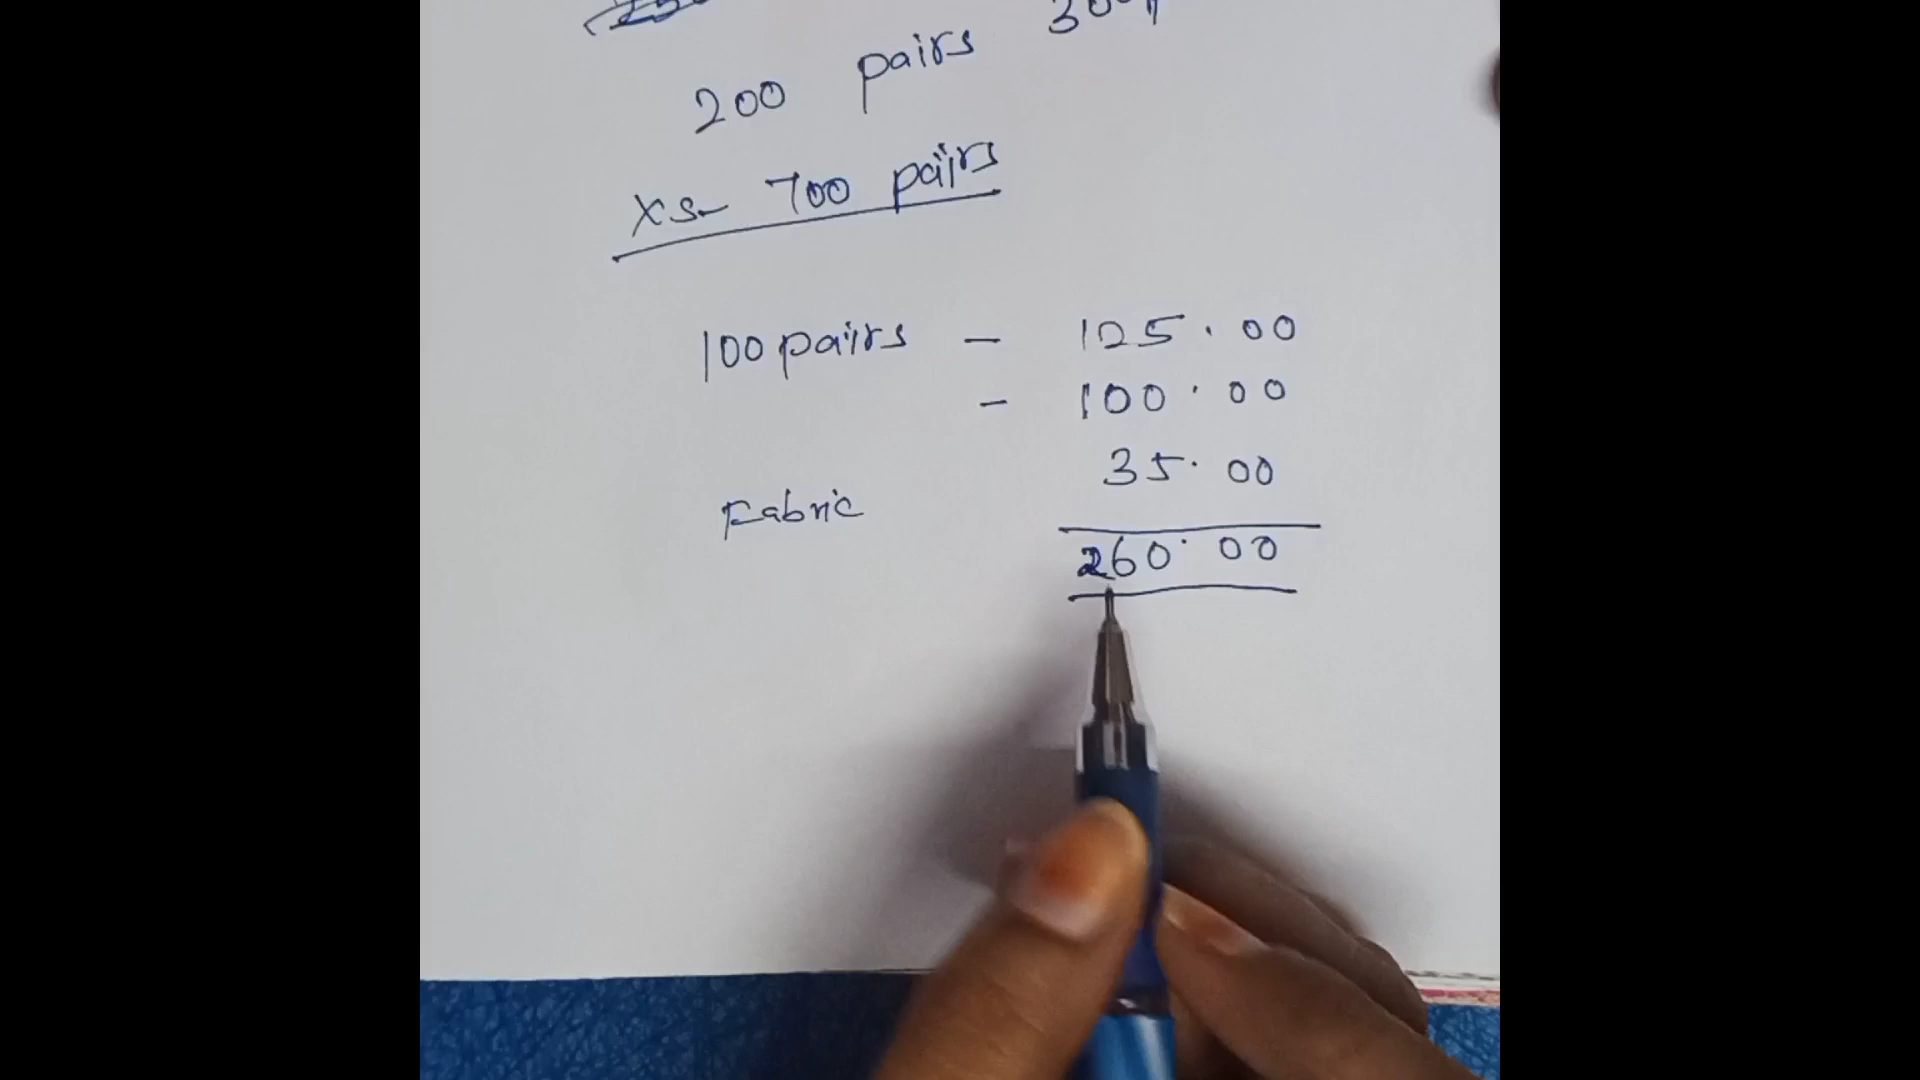 200 pairs
xs- 700 pairs
100 pairs - 125.00
- 100.00
35.00
Fabric
260.00